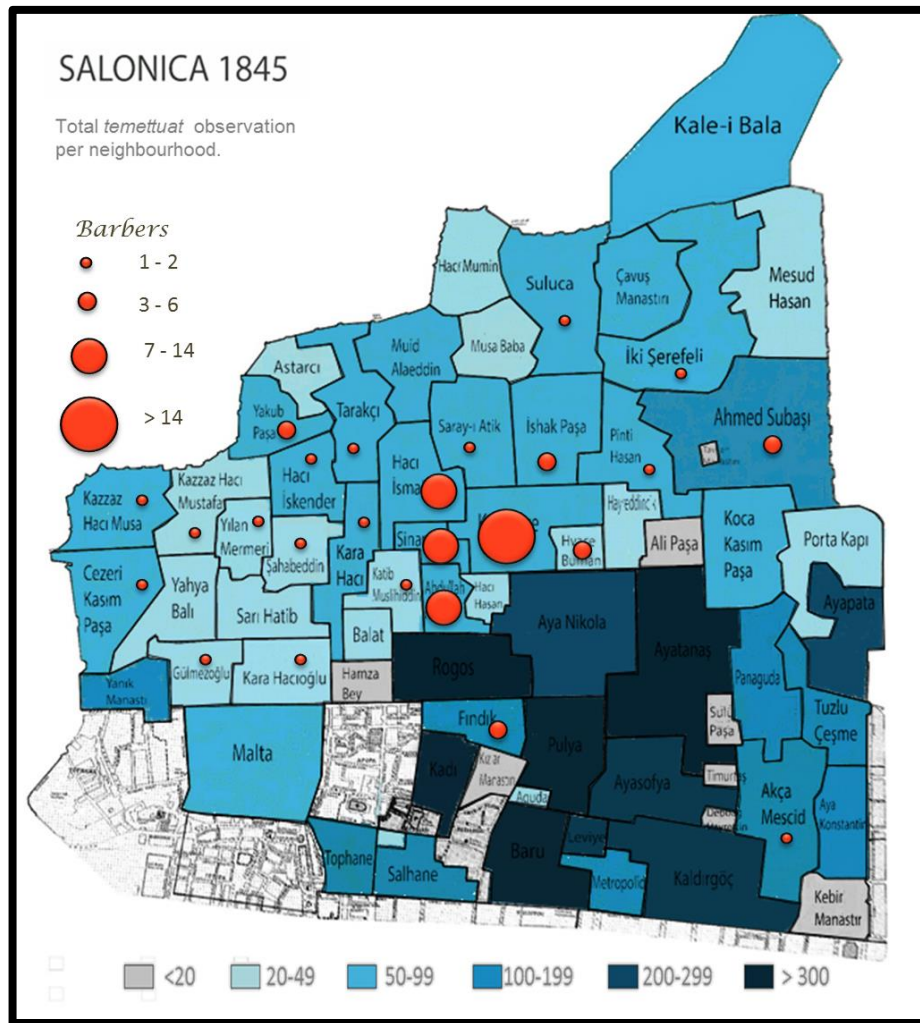 SALONICA 1845
Total temettuat observation
per neighbourhood.
Barbers
1 - 2
3 - 6
7 - 14
> 14
Kale-i Bala
Hacı Mumin
Suluca
Çavuş
Manastırı
Mesud
Hasan
Musa Baba
Muid
Alaeddin
Astarcı
İki Şerefeli
Yakub
Paşa
Tarakçı
Saray-ı Atik
İshak Paşa
Pinti
Hasan
Ahmed Subaşı
Hacı
İskender
Hacı
İsma
Kazzaz Hacı
Mustafa
Kazzaz
Hacı Musa
Yılan
Mermeri
Şahabeddin
Kara
Hacı
Sinan
Ali Paşa
Koca
Kasım
Paşa
Porta Kapı
Cezeri
Kasım
Paşa
Yahya
Balı
Sarı Hatib
Katib
Muslihiddin
Abdullah
Hacı
Hasan
Balat
Aya Nikola
Ayapata
Ayatanaş
Rogos
Gülmezoğlu
Kara Hacıoğlu
Hamza
Bey
Panaguda
Yanık
Manastı
Malta
Fındık
Sulu
Paşa
Tuzlu
Çeşme
Kadı
Kızlar
Manastırı
Pulya
Ayasofya
Timurtaş
Aguda
Akça
Mescid
Aya
Konstantin
Tophane
Salhane
Baru
Leviye
Metropolid
Kaldırgöç
Kebir
Manastır
<20
20-49
50-99
100-199
200-299
> 300